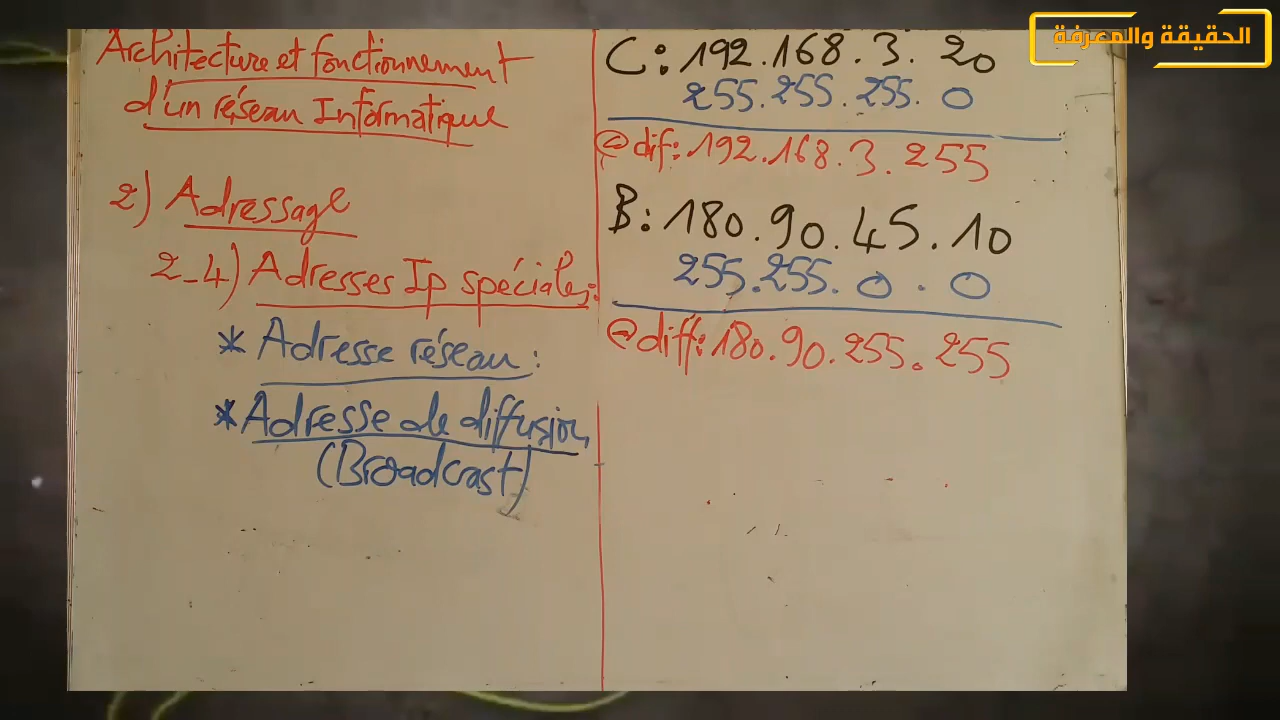 الحقيقة والمعرفة
Architecture et fonctionnement
d'un réseau Informatique
2) Adressage
2-4) Adresses Ip spéciales:
* Adresse réseau:
* Adresse de diffusion
(Broadcast)
C: 192.168.3.20
255.255.255.0
@dif: 192.168.3.255
B: 180.90.45.10
255.255.0.0
@diff: 180.90.255.255